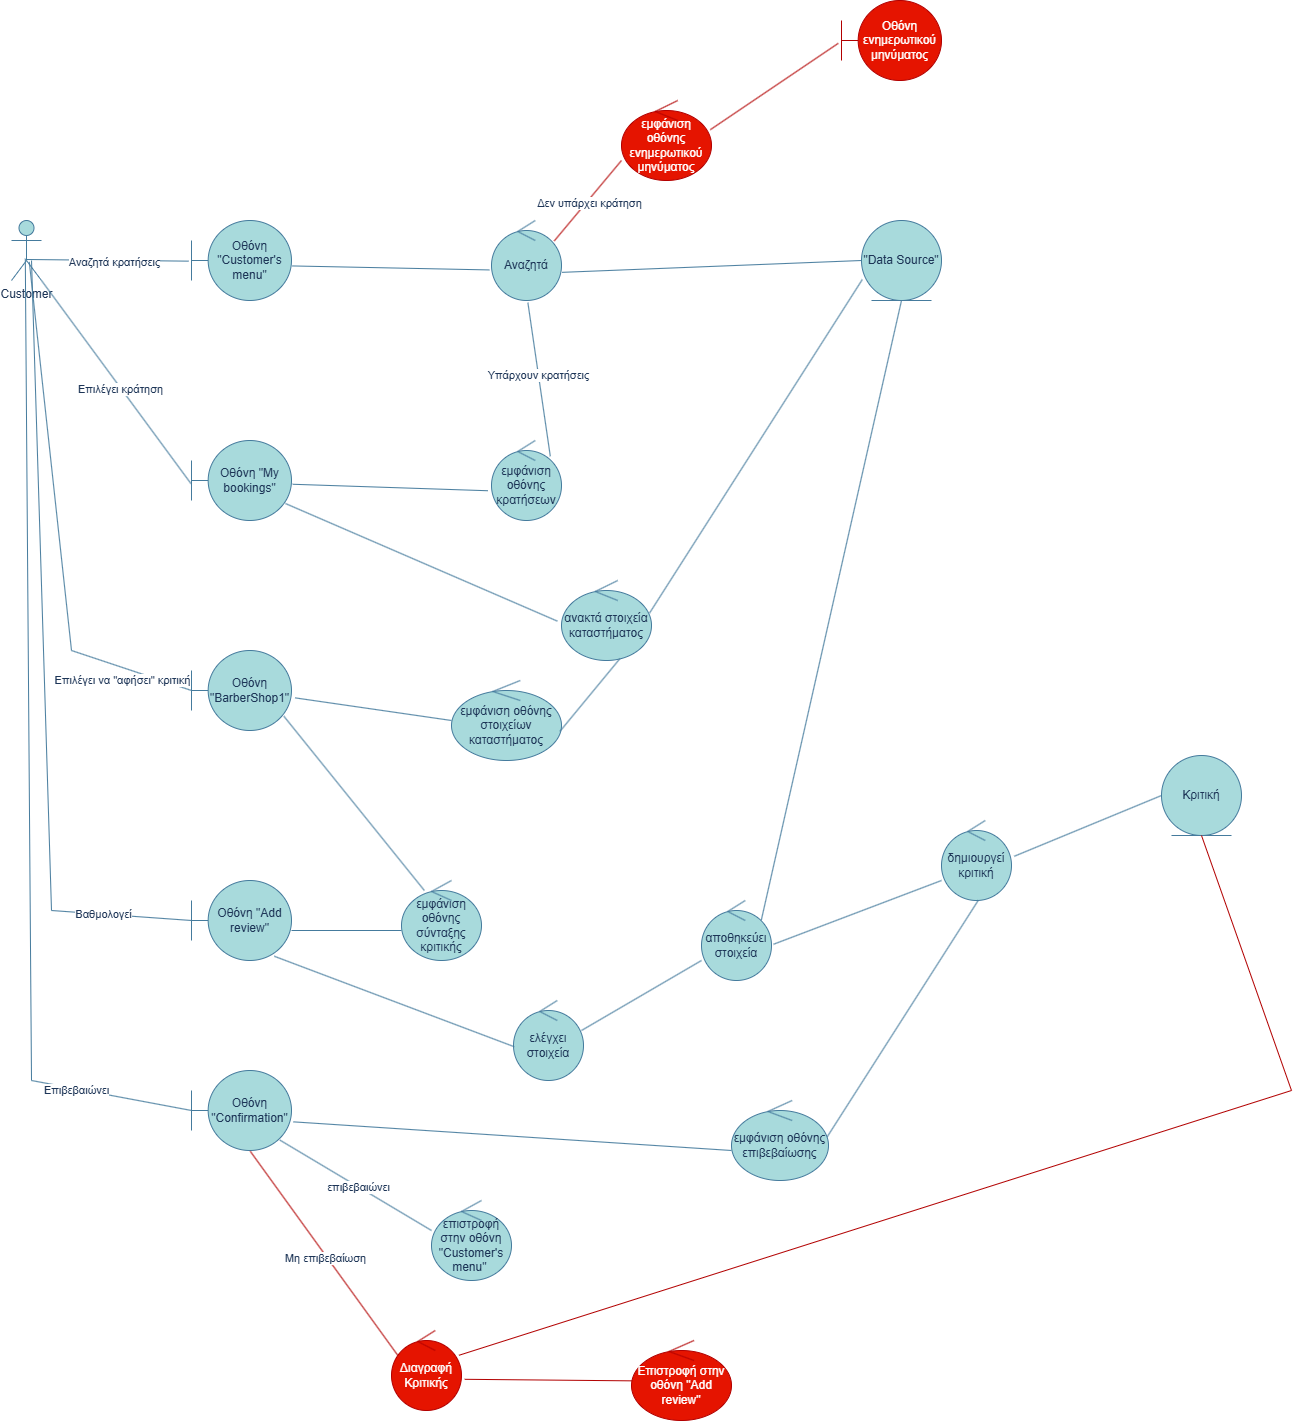 Οθόνη
ενημερωτικού
μηνύματος
εμφάνιση
οθόνης
ενημερωτικού
μηνύματος
Δεν υπάρχει κράτηση
Customer
Αναζητά κρατήσεις
Οθόνη
"Customer's
menu"
Αναζητά
"Data Source"
Υπάρχουν κρατήσεις
Επιλέγει κράτηση
Οθόνη "My
bookings"
εμφάνιση
οθόνης
κρατήσεων
ανακτά στοιχεία
καταστήματος
Επιλέγει να "αφήσει" κριτική
Οθόνη
"BarberShop1"
εμφάνιση οθόνης
στοιχείων
καταστήματος
Κριτική
δημιουργεί
κριτική
Βαθμολογεί
Οθόνη "Add
review"
εμφάνιση
οθόνης
σύνταξης
κριτικής
αποθηκεύει
στοιχεία
ελέγχει
στοιχεία
Επιβεβαιώνει
Οθόνη
"Confirmation"
εμφάνιση οθόνης
επιβεβαίωσης
επιβεβαιώνει
επιστροφή
στην οθόνη
"Customer's
menu"
Μη επιβεβαίωση
Διαγραφή
Κριτικής
Επιστροφή στην
οθόνη "Add
review"